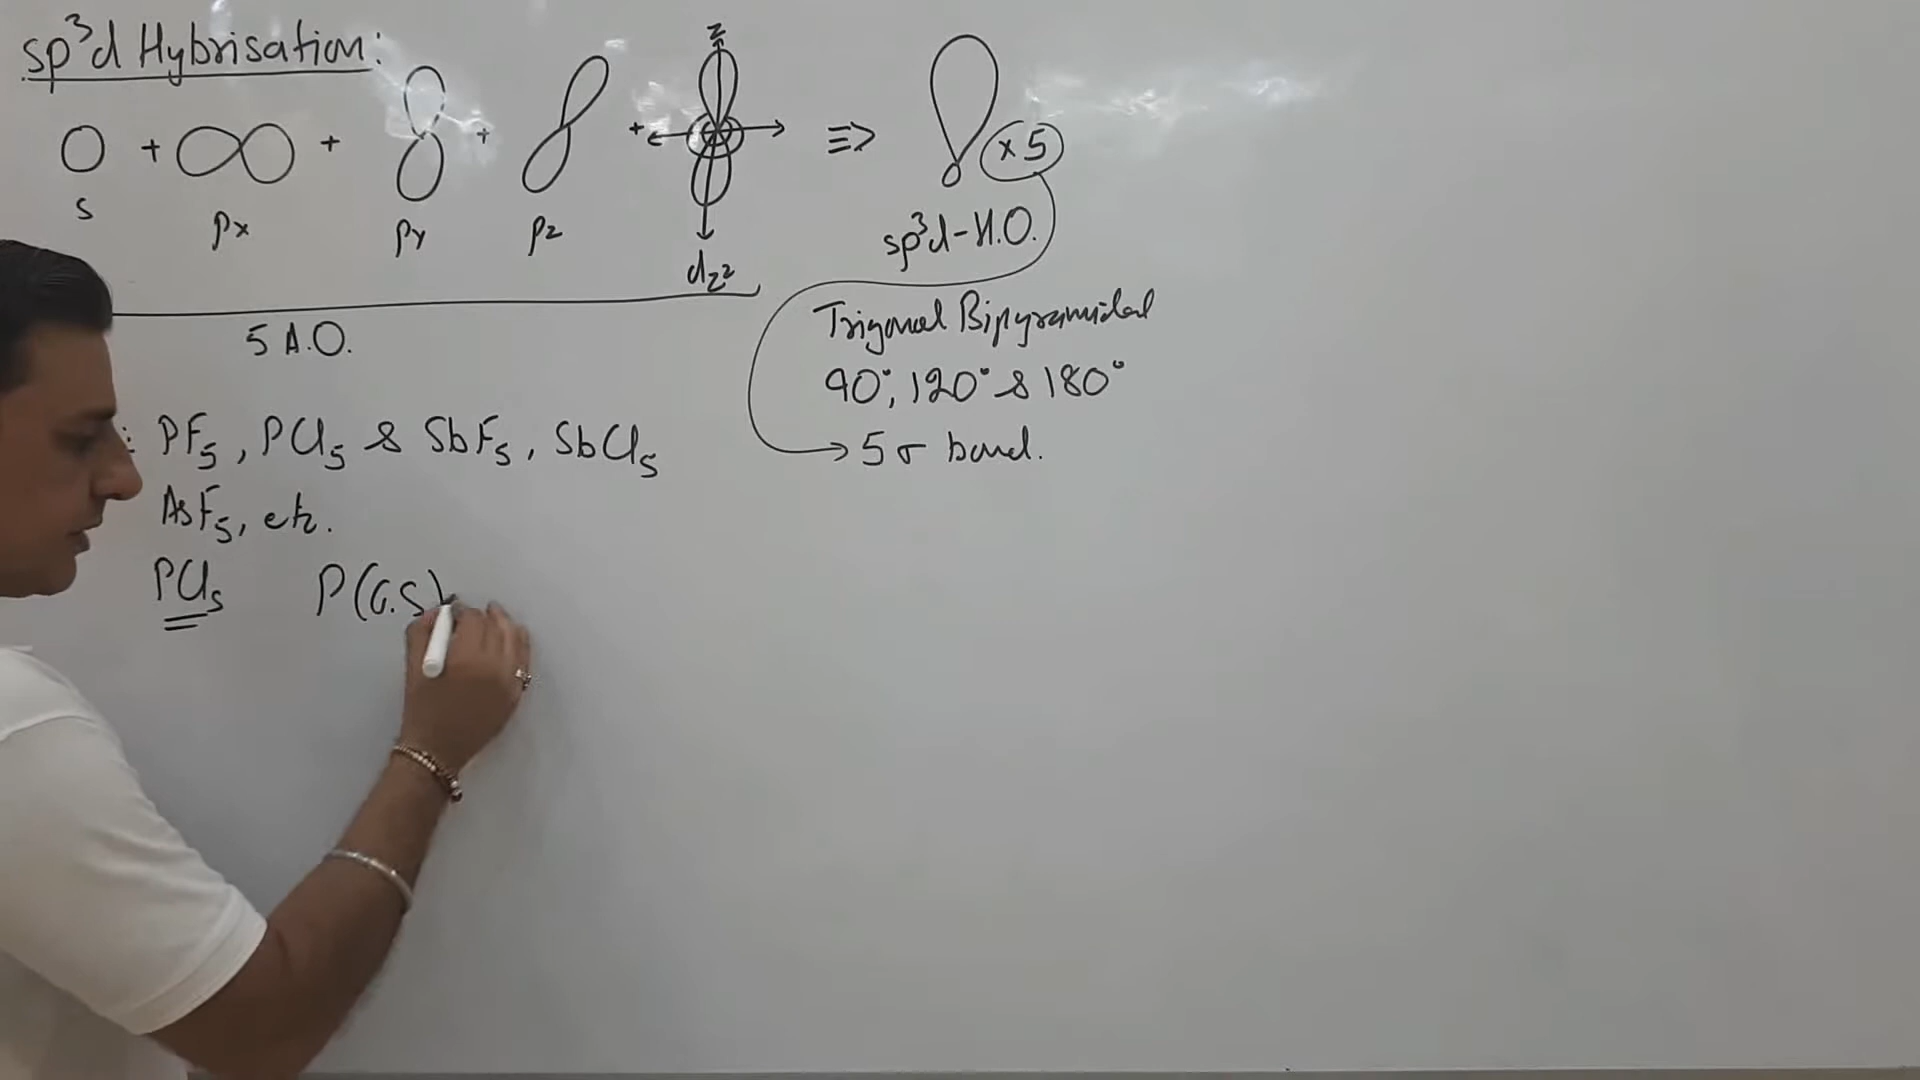 sp³d Hybrisation:
z
s + px + py + pz + dz² ≡> x 5
sp³d-H.O.
5 A.O.
Trigonal Bipyramidal
90°, 120° & 180°
→ 5 σ bond.
: PF₅, PCl₅ & SbF₅, SbCl₅
AsF₅, etc.
PCl₅ P(G.S)